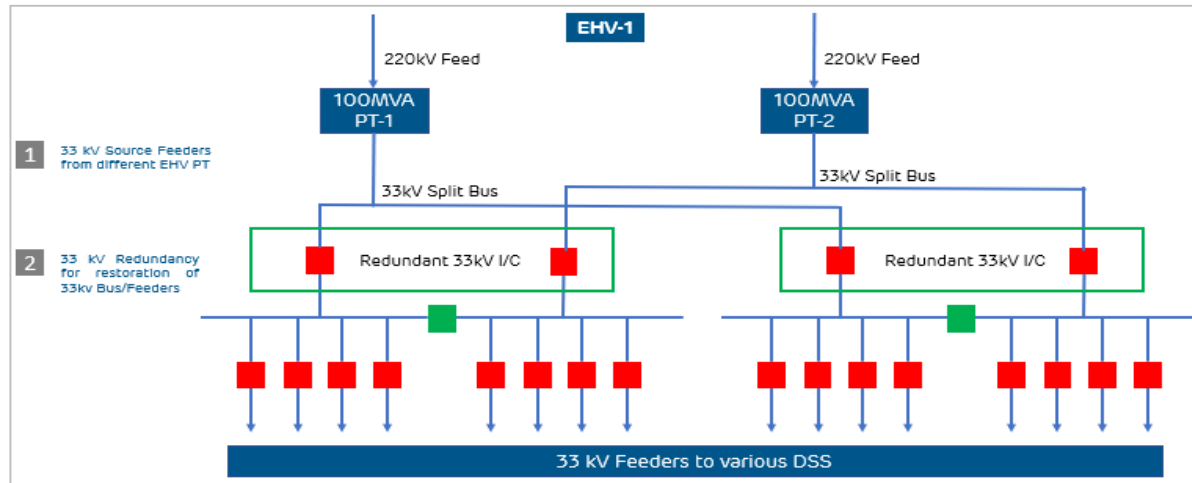 EHV-1
220kV Feed
220kV Feed
100MVA
PT-1
100MVA
PT-2
1
33 kV Source Feeders
from different EHV PT
33kV Split Bus
33kV Split Bus
2
33 kV Redundancy
for restoration of
33kv Bus/Feeders
Redundant 33kV I/C
Redundant 33kV I/C
33 kV Feeders to various DSS